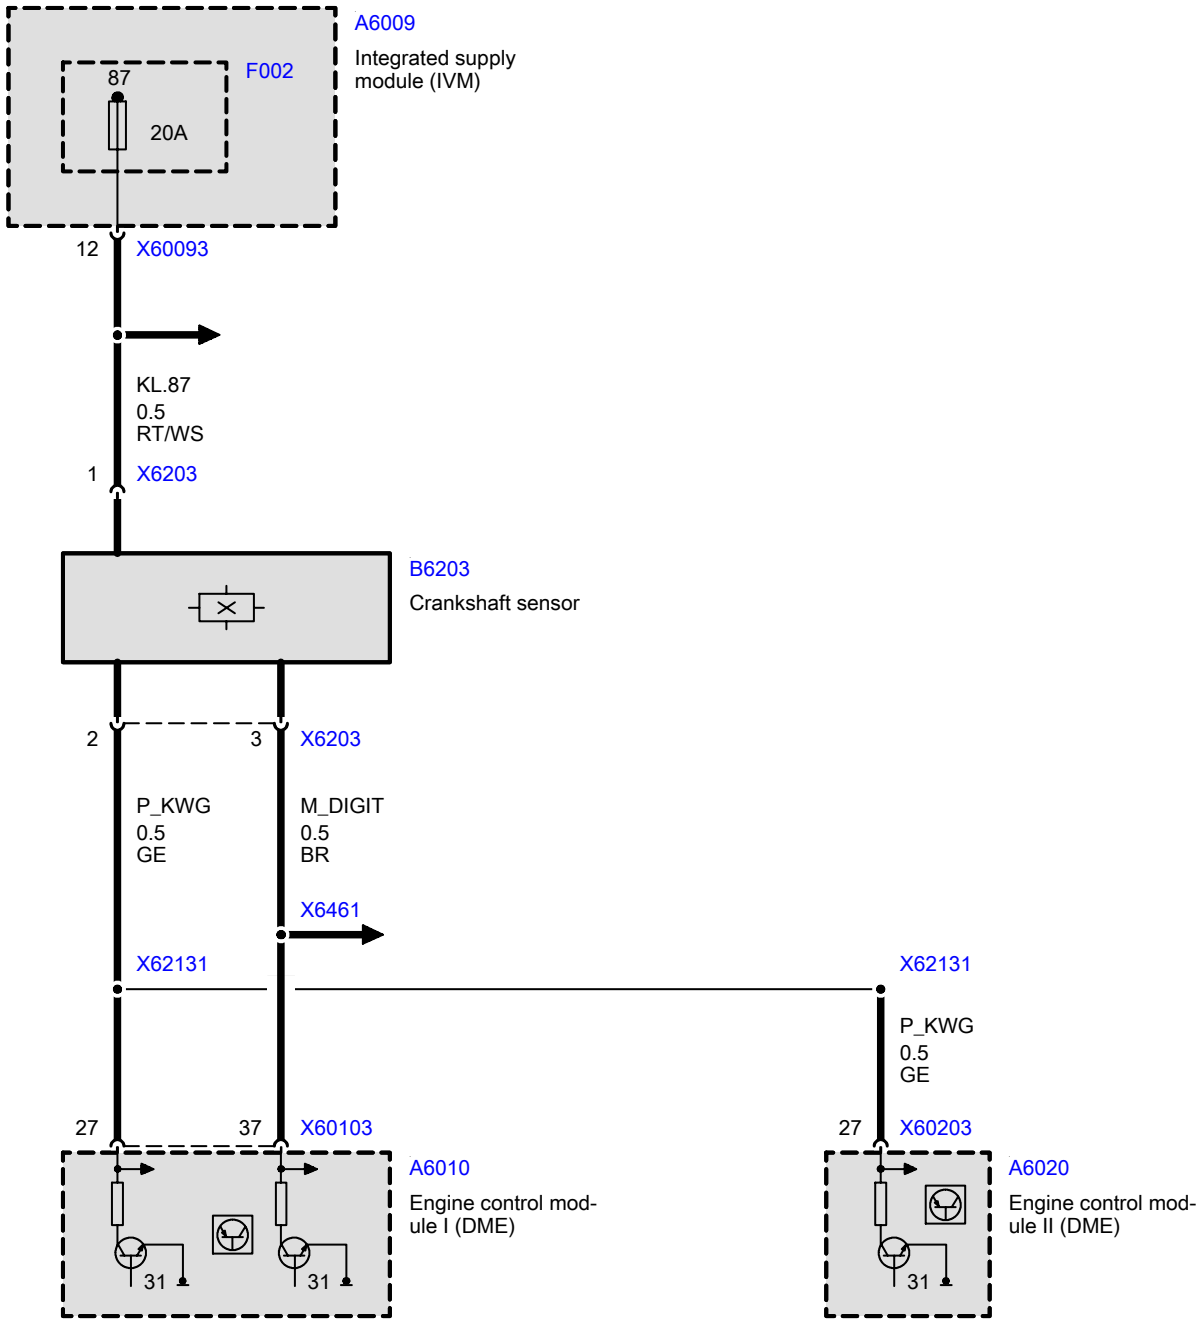 A6009
Integrated supply
module (IVM)
F002
87
20A
12
X60093
KL.87
0.5
RT/WS
1
X6203
B6203
Crankshaft sensor
2
3
X6203
P_KWG
0.5
GE
M_DIGIT
0.5
BR
X6461
X62131
X62131
P_KWG
0.5
GE
27
37
X60103
27
X60203
A6010
Engine control mod-
ule I (DME)
A6020
Engine control mod-
ule II (DME)
31
31
31